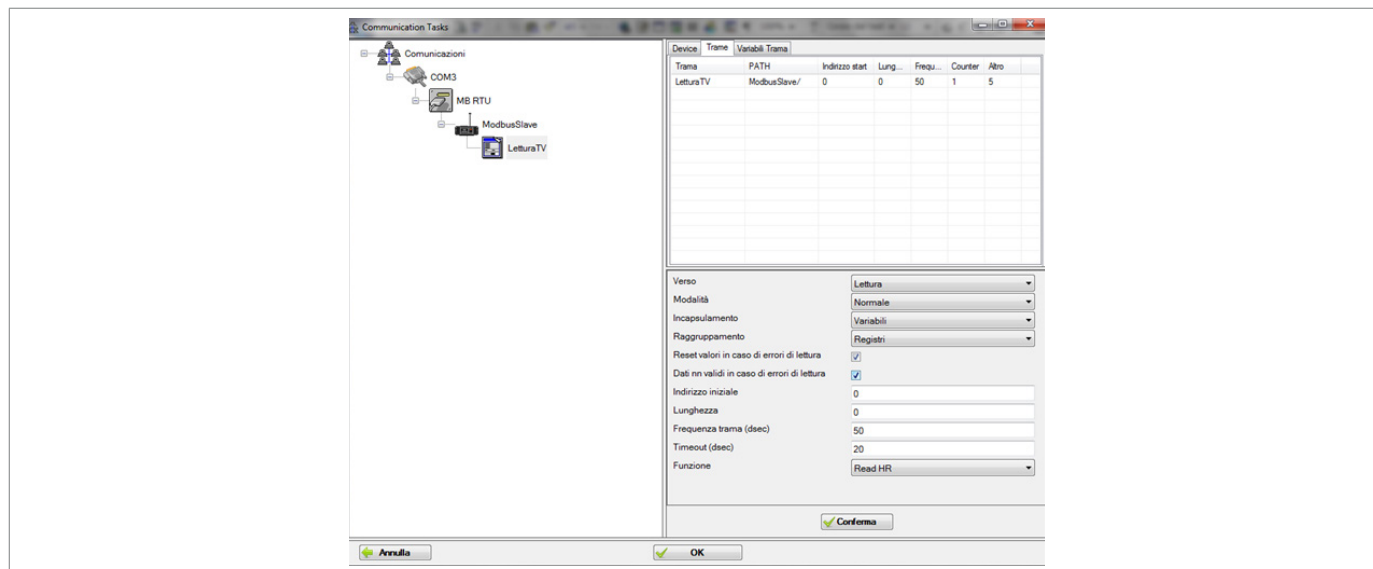 Communication Tasks
Comunicazioni
COM3
MB RTU
ModbusSlave
LetturaTV
Device Trame Variabili Trama
Trama PATH Indirizzo start Lung... Frequ... Counter Altro
LetturaTV ModbusSlave/ 0 0 50 1 5
Verso Lettura
Modalità Normale
Incapsulamento Variabili
Raggruppamento Registri
Reset valori in caso di errori di lettura
Dati nn validi in caso di errori di lettura
Indirizzo iniziale 0
Lunghezza 0
Frequenza trama (dsec) 50
Timeout (dsec) 20
Funzione Read HR
Conferma
Annulla OK